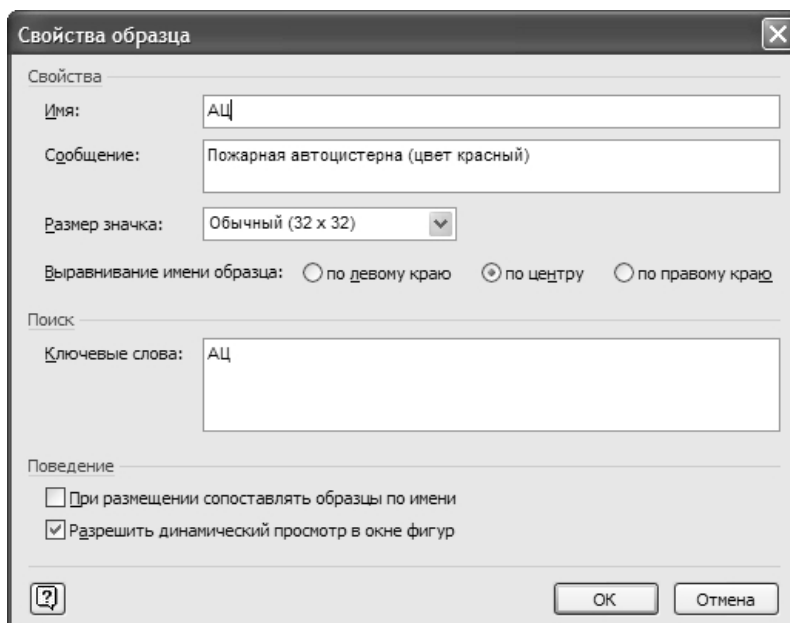 Свойства образца
Свойства
Имя: АЦ
Сообщение: Пожарная автоцистерна (цвет красный)
Размер значка: Обычный (32 x 32)
Выравнивание имени образца: по левому краю по центру по правому краю
Поиск
Ключевые слова: АЦ
Поведение
При размещении сопоставлять образцы по имени
Разрешить динамический просмотр в окне фигур
? ОК Отмена